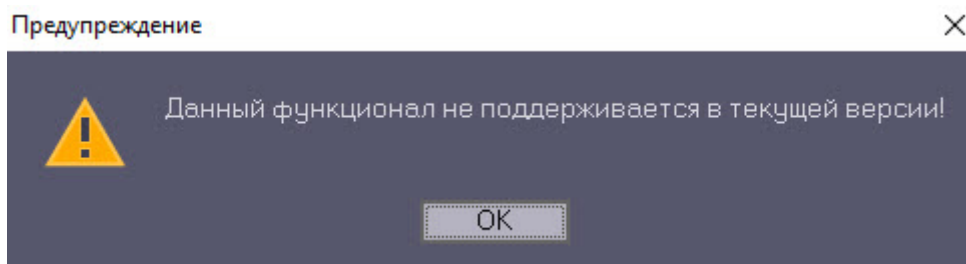 Предупреждение
Данный функционал не поддерживается в текущей версии!
OK